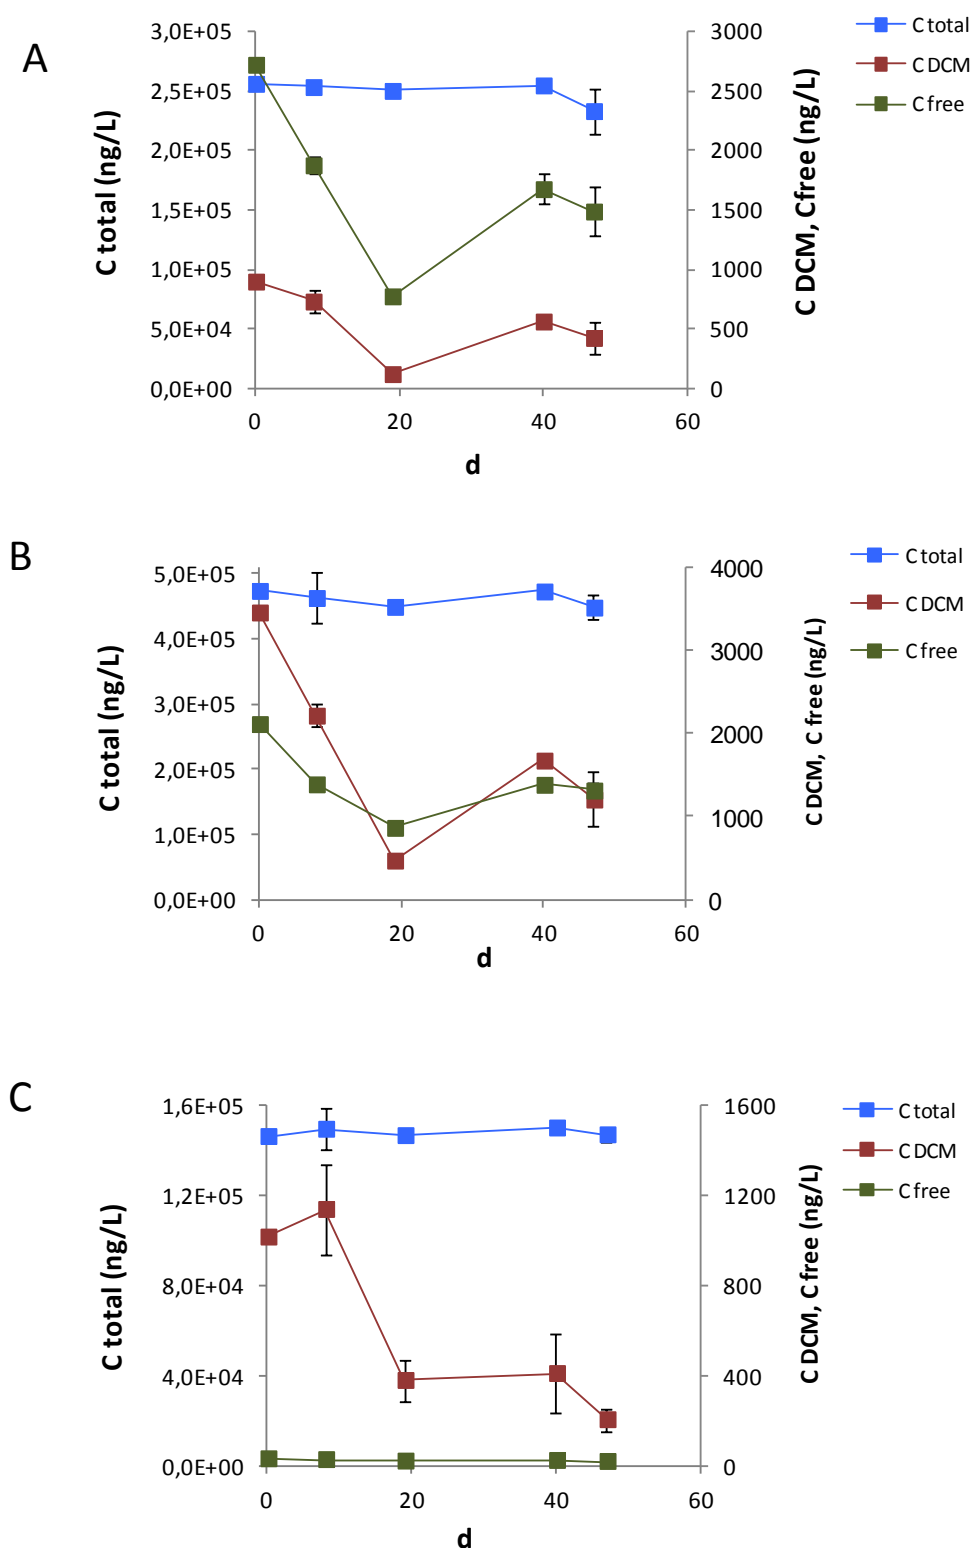 A
3,0E+05
2,5E+05
2,0E+05
1,5E+05
1,0E+05
5,0E+04
0,0E+00
C total (ng/L)
3000
2500
2000
1500
1000
500
0
C DCM, Cfree (ng/L)
0 20 40 60
d
C total
C DCM
C free
B
5,0E+05
4,0E+05
3,0E+05
2,0E+05
1,0E+05
0,0E+00
C total (ng/L)
4000
3000
2000
1000
0
C DCM, C free (ng/L)
0 20 40 60
d
C total
C DCM
C free
C
1,6E+05
1,2E+05
8,0E+04
4,0E+04
0,0E+00
C total (ng/L)
1600
1200
800
400
0
C DCM, C free (ng/L)
0 20 40 60
d
C total
C DCM
C free